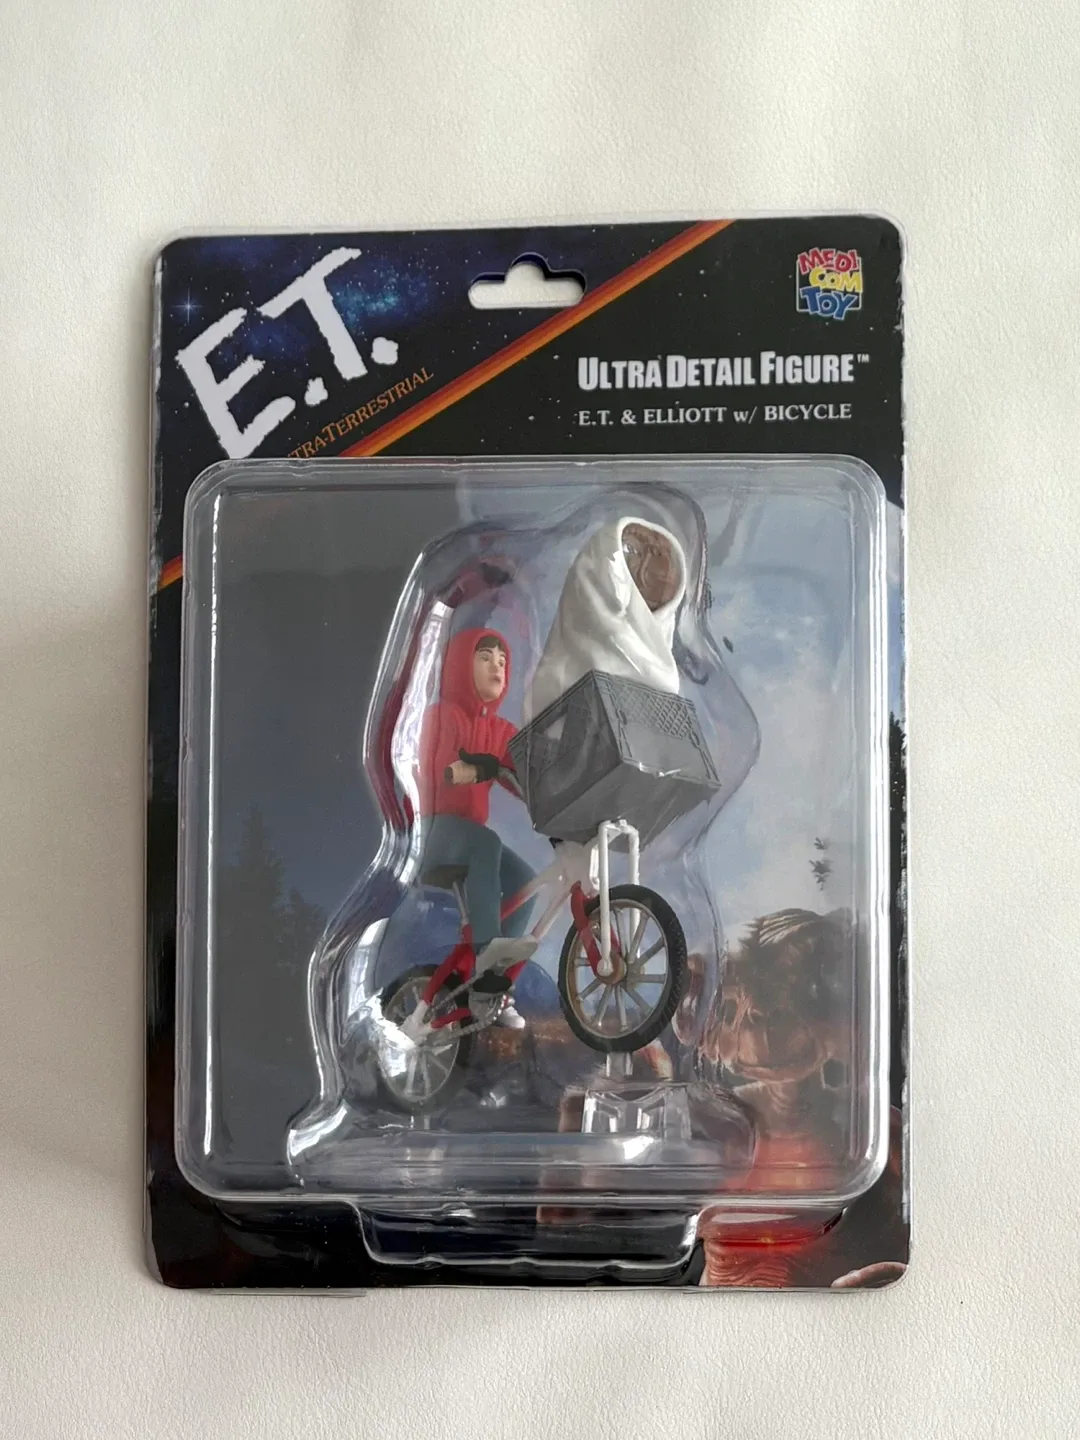 E.T.
TRA-TERRESTRIAL
MEDI
COM
TOY
ULTRA DETAIL FIGURE™
E.T. & ELLIOTT w/ BICYCLE